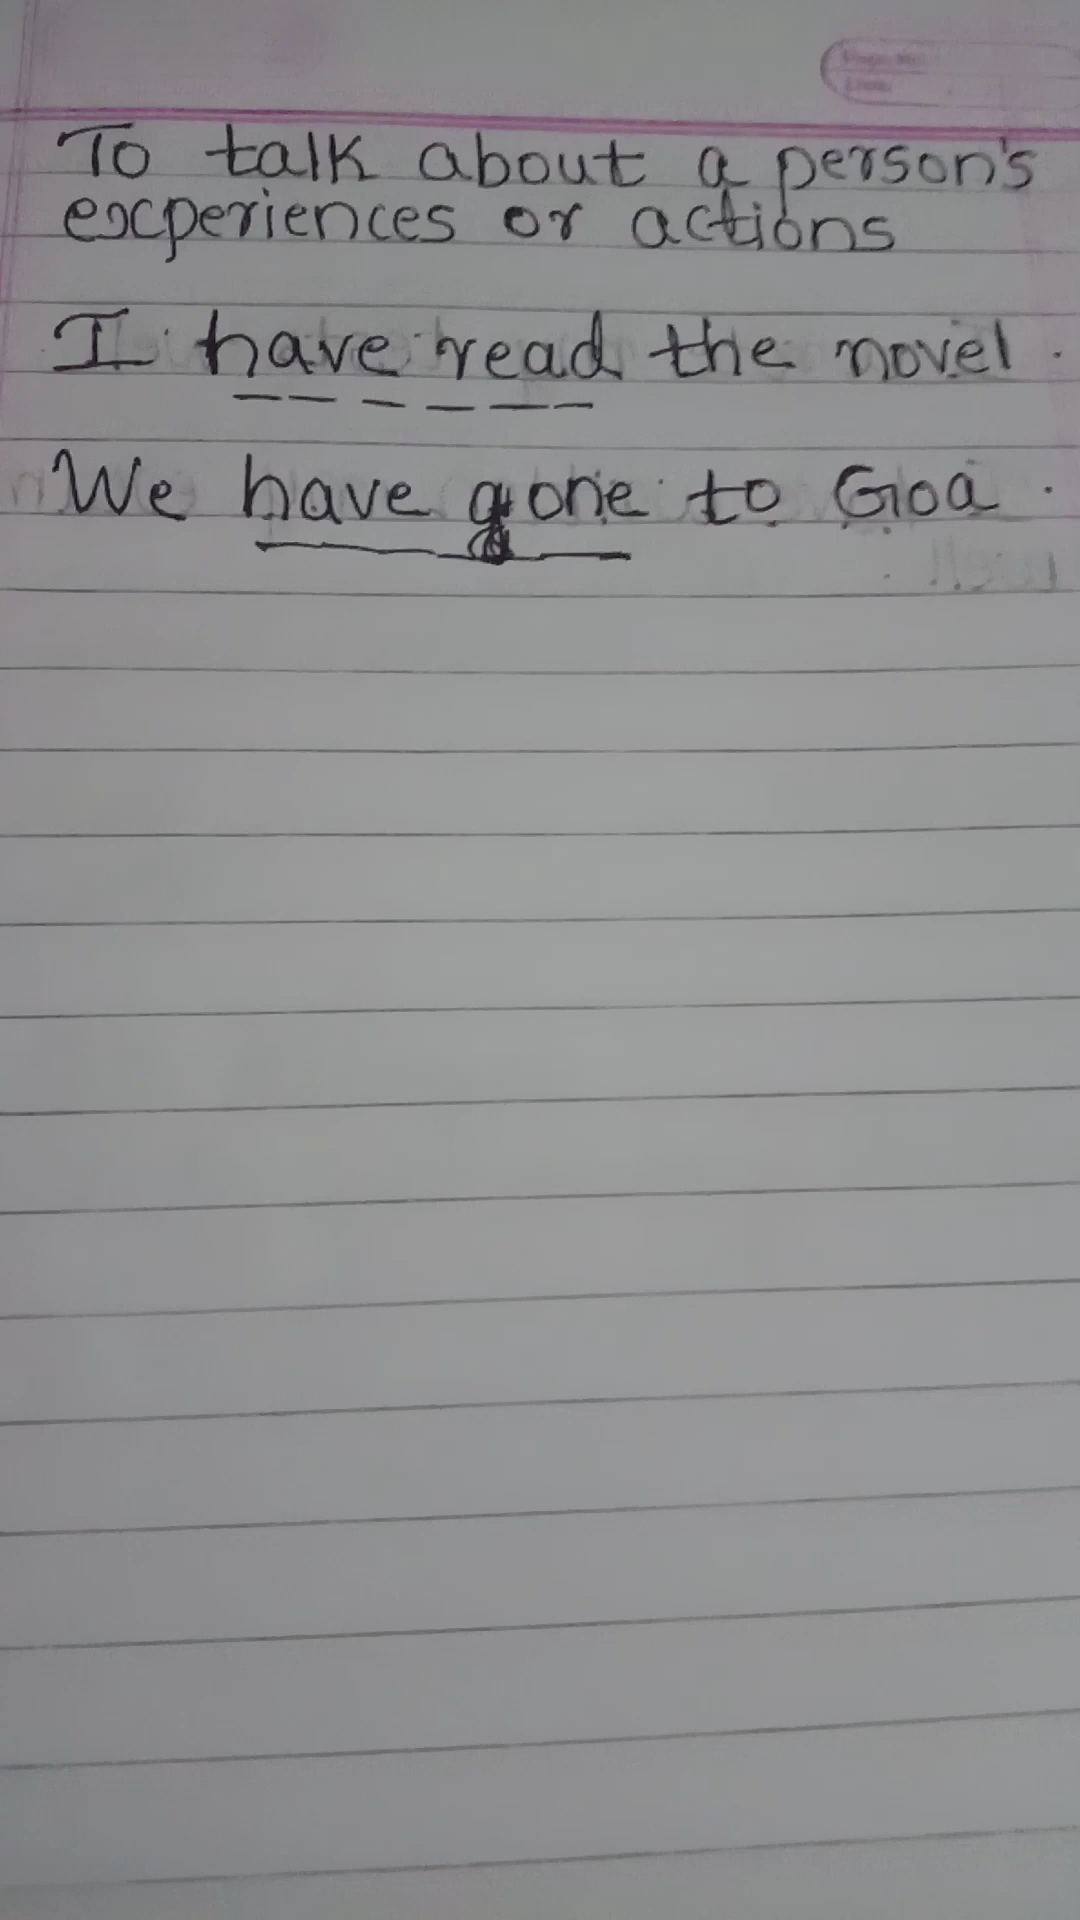 To talk about a person's
experiences or actions
I have read the novel.
We have gone to Goa.